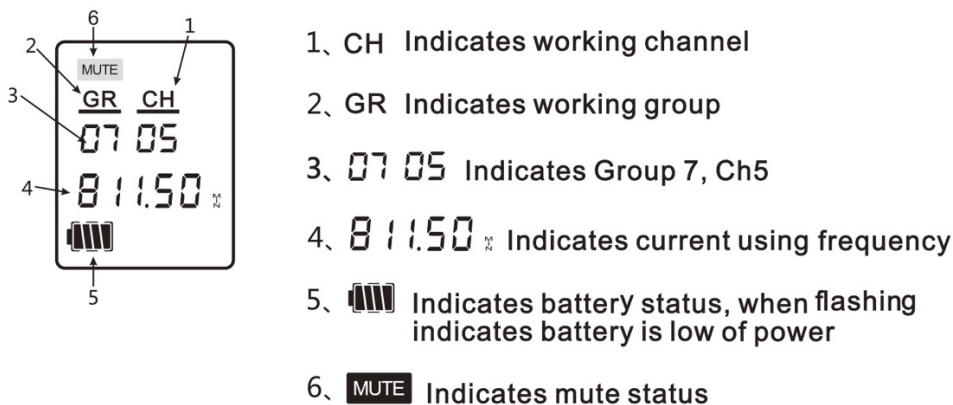 6
1
2
MUTE
GR CH
3
07 05
4
811.50
5
1、CH Indicates working channel
2、GR Indicates working group
3、07 05 Indicates Group 7, Ch5
4、811.50 Indicates current using frequency
5、 Indicates battery status, when flashing
indicates battery is low of power
6、MUTE Indicates mute status